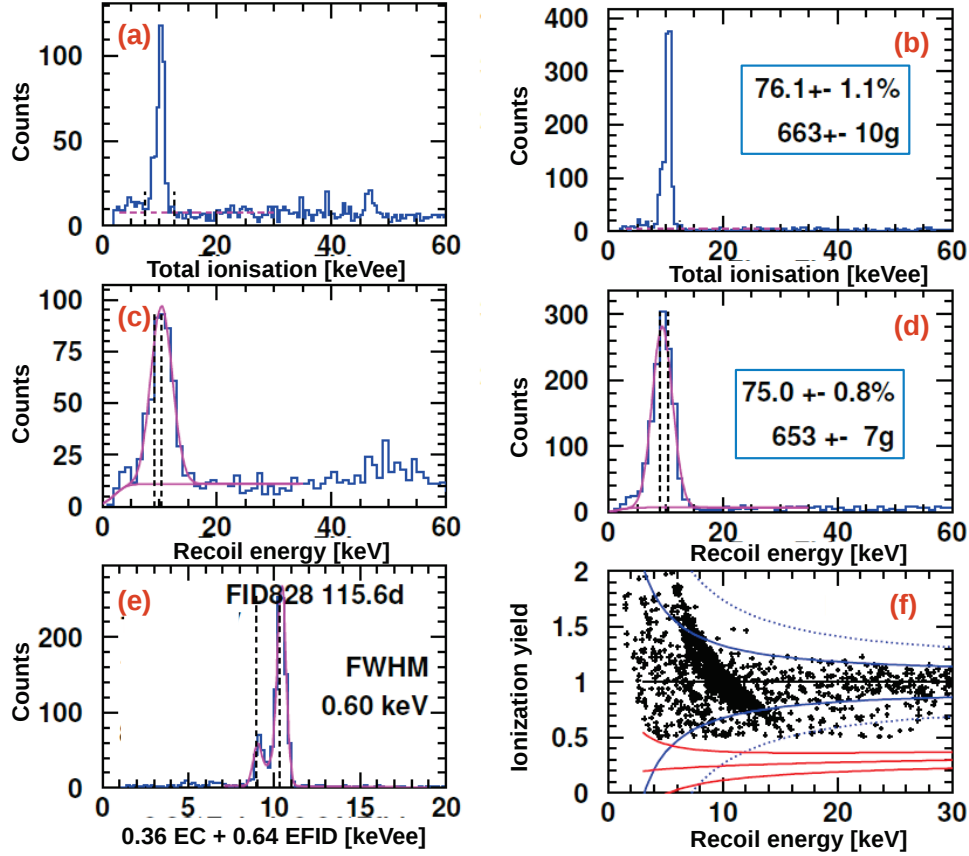 (a)
Counts
100
50
0
0
20
40
60
Total ionisation [keVee]
(b)
Counts
400
300
200
100
0
0
20
40
60
76.1+- 1.1%
663+- 10g
Total ionisation [keVee]
(c)
Counts
100
75
50
25
0
0
20
40
60
Recoil energy [keV]
(d)
Counts
300
200
100
0
0
20
40
60
75.0 +- 0.8%
653 +- 7g
Recoil energy [keV]
(e)
FID828 115.6d
FWHM
0.60 keV
Counts
200
100
0
0
5
10
15
20
0.36 EC + 0.64 EFID [keVee]
(f)
Ionization yield
2
1.5
1
0.5
0
0
5
10
15
20
25
30
Recoil energy [keV]